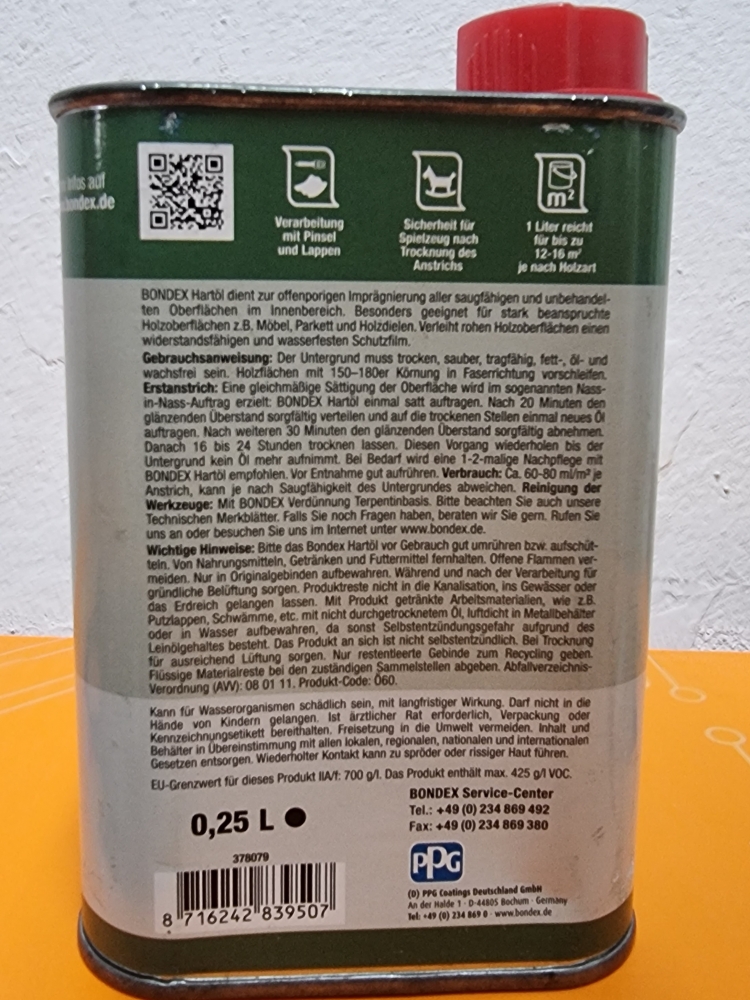 Infos auf
bondex.de
Verarbeitung
mit Pinsel
und Lappen
Sicherheit für
Spielzeug nach
Trocknung des
Anstrichs
m²
1 Liter reicht
für bis zu
12-16 m²
je nach Holzart
BONDEX Hartöl dient zur offenporigen Imprägnierung aller saugfähigen und unbehandel-
ten Oberflächen im Innenbereich. Besonders geeignet für stark beanspruchte
Holzoberflächen z.B. Möbel, Parkett und Holzdielen. Verleiht rohen Holzoberflächen einen
widerstandsfähigen und wasserfesten Schutzfilm.
Gebrauchsanweisung: Der Untergrund muss trocken, sauber, tragfähig, fett-, öl- und
wachsfrei sein. Holzflächen mit 150–180er Körnung in Faserrichtung vorschleifen.
Erstanstrich: Eine gleichmäßige Sättigung der Oberfläche wird im sogenannten Nass-
in-Nass-Auftrag erzielt: BONDEX Hartöl einmal satt auftragen. Nach 20 Minuten den
glänzenden Überstand sorgfältig verteilen und auf die trockenen Stellen einmal neues Öl
auftragen. Nach weiteren 30 Minuten den glänzenden Überstand sorgfältig abnehmen.
Danach 16 bis 24 Stunden trocknen lassen. Diesen Vorgang wiederholen bis der
Untergrund kein Öl mehr aufnimmt. Bei Bedarf wird eine 1-2-malige Nachpflege mit
BONDEX Hartöl empfohlen. Vor Entnahme gut aufrühren. Verbrauch: Ca. 60-80 ml/m² je
Anstrich, kann je nach Saugfähigkeit des Untergrundes abweichen. Reinigung der
Werkzeuge: Mit BONDEX Verdünnung Terpentinbasis. Bitte beachten Sie auch unsere
Technischen Merkblätter. Falls Sie noch Fragen haben, beraten wir Sie gern. Rufen Sie
uns an oder besuchen Sie uns im Internet unter www.bondex.de.
Wichtige Hinweise: Bitte das Bondex Hartöl vor Gebrauch gut umrühren bzw. aufschüt-
teln. Von Nahrungsmitteln, Getränken und Futtermittel fernhalten. Offene Flammen ver-
meiden. Nur in Originalgebinden aufbewahren. Während und nach der Verarbeitung für
gründliche Belüftung sorgen. Produktreste nicht in die Kanalisation, ins Gewässer oder
das Erdreich gelangen lassen. Mit Produkt getränkte Arbeitsmaterialien, wie z.B.
Putzlappen, Schwämme, etc. mit nicht durchgetrocknetem Öl, luftdicht in Metallbehälter
oder in Wasser aufbewahren, da sonst Selbstentzündungsgefahr aufgrund des
Leinölgehaltes besteht. Das Produkt an sich ist nicht selbstentzündlich. Bei Trocknung
für ausreichend Lüftung sorgen. Nur restentleerte Gebinde zum Recycling geben.
Flüssige Materialreste bei den zuständigen Sammelstellen abgeben. Abfallverzeichnis-
Verordnung (AVV): 08 01 11. Produkt-Code: Ö60.
Kann für Wasserorganismen schädlich sein, mit langfristiger Wirkung. Darf nicht in die
Hände von Kindern gelangen. Ist ärztlicher Rat erforderlich, Verpackung oder
Kennzeichnungsetikett bereithalten. Freisetzung in die Umwelt vermeiden. Inhalt und
Behälter in Übereinstimmung mit allen lokalen, regionalen, nationalen und internationalen
Gesetzen entsorgen. Wiederholter Kontakt kann zu spröder oder rissiger Haut führen.
EU-Grenzwert für dieses Produkt IIA/f: 700 g/l. Das Produkt enthält max. 425 g/l VOC.
0,25 L
BONDEX Service-Center
Tel.: +49 (0) 234 869 492
Fax: +49 (0) 234 869 380
378079
8 716242 839507
PPG
(D) PPG Coatings Deutschland GmbH
An der Halde 1 · D-44805 Bochum · Germany
Tel: +49 (0) 234 869 0 · www.bondex.de